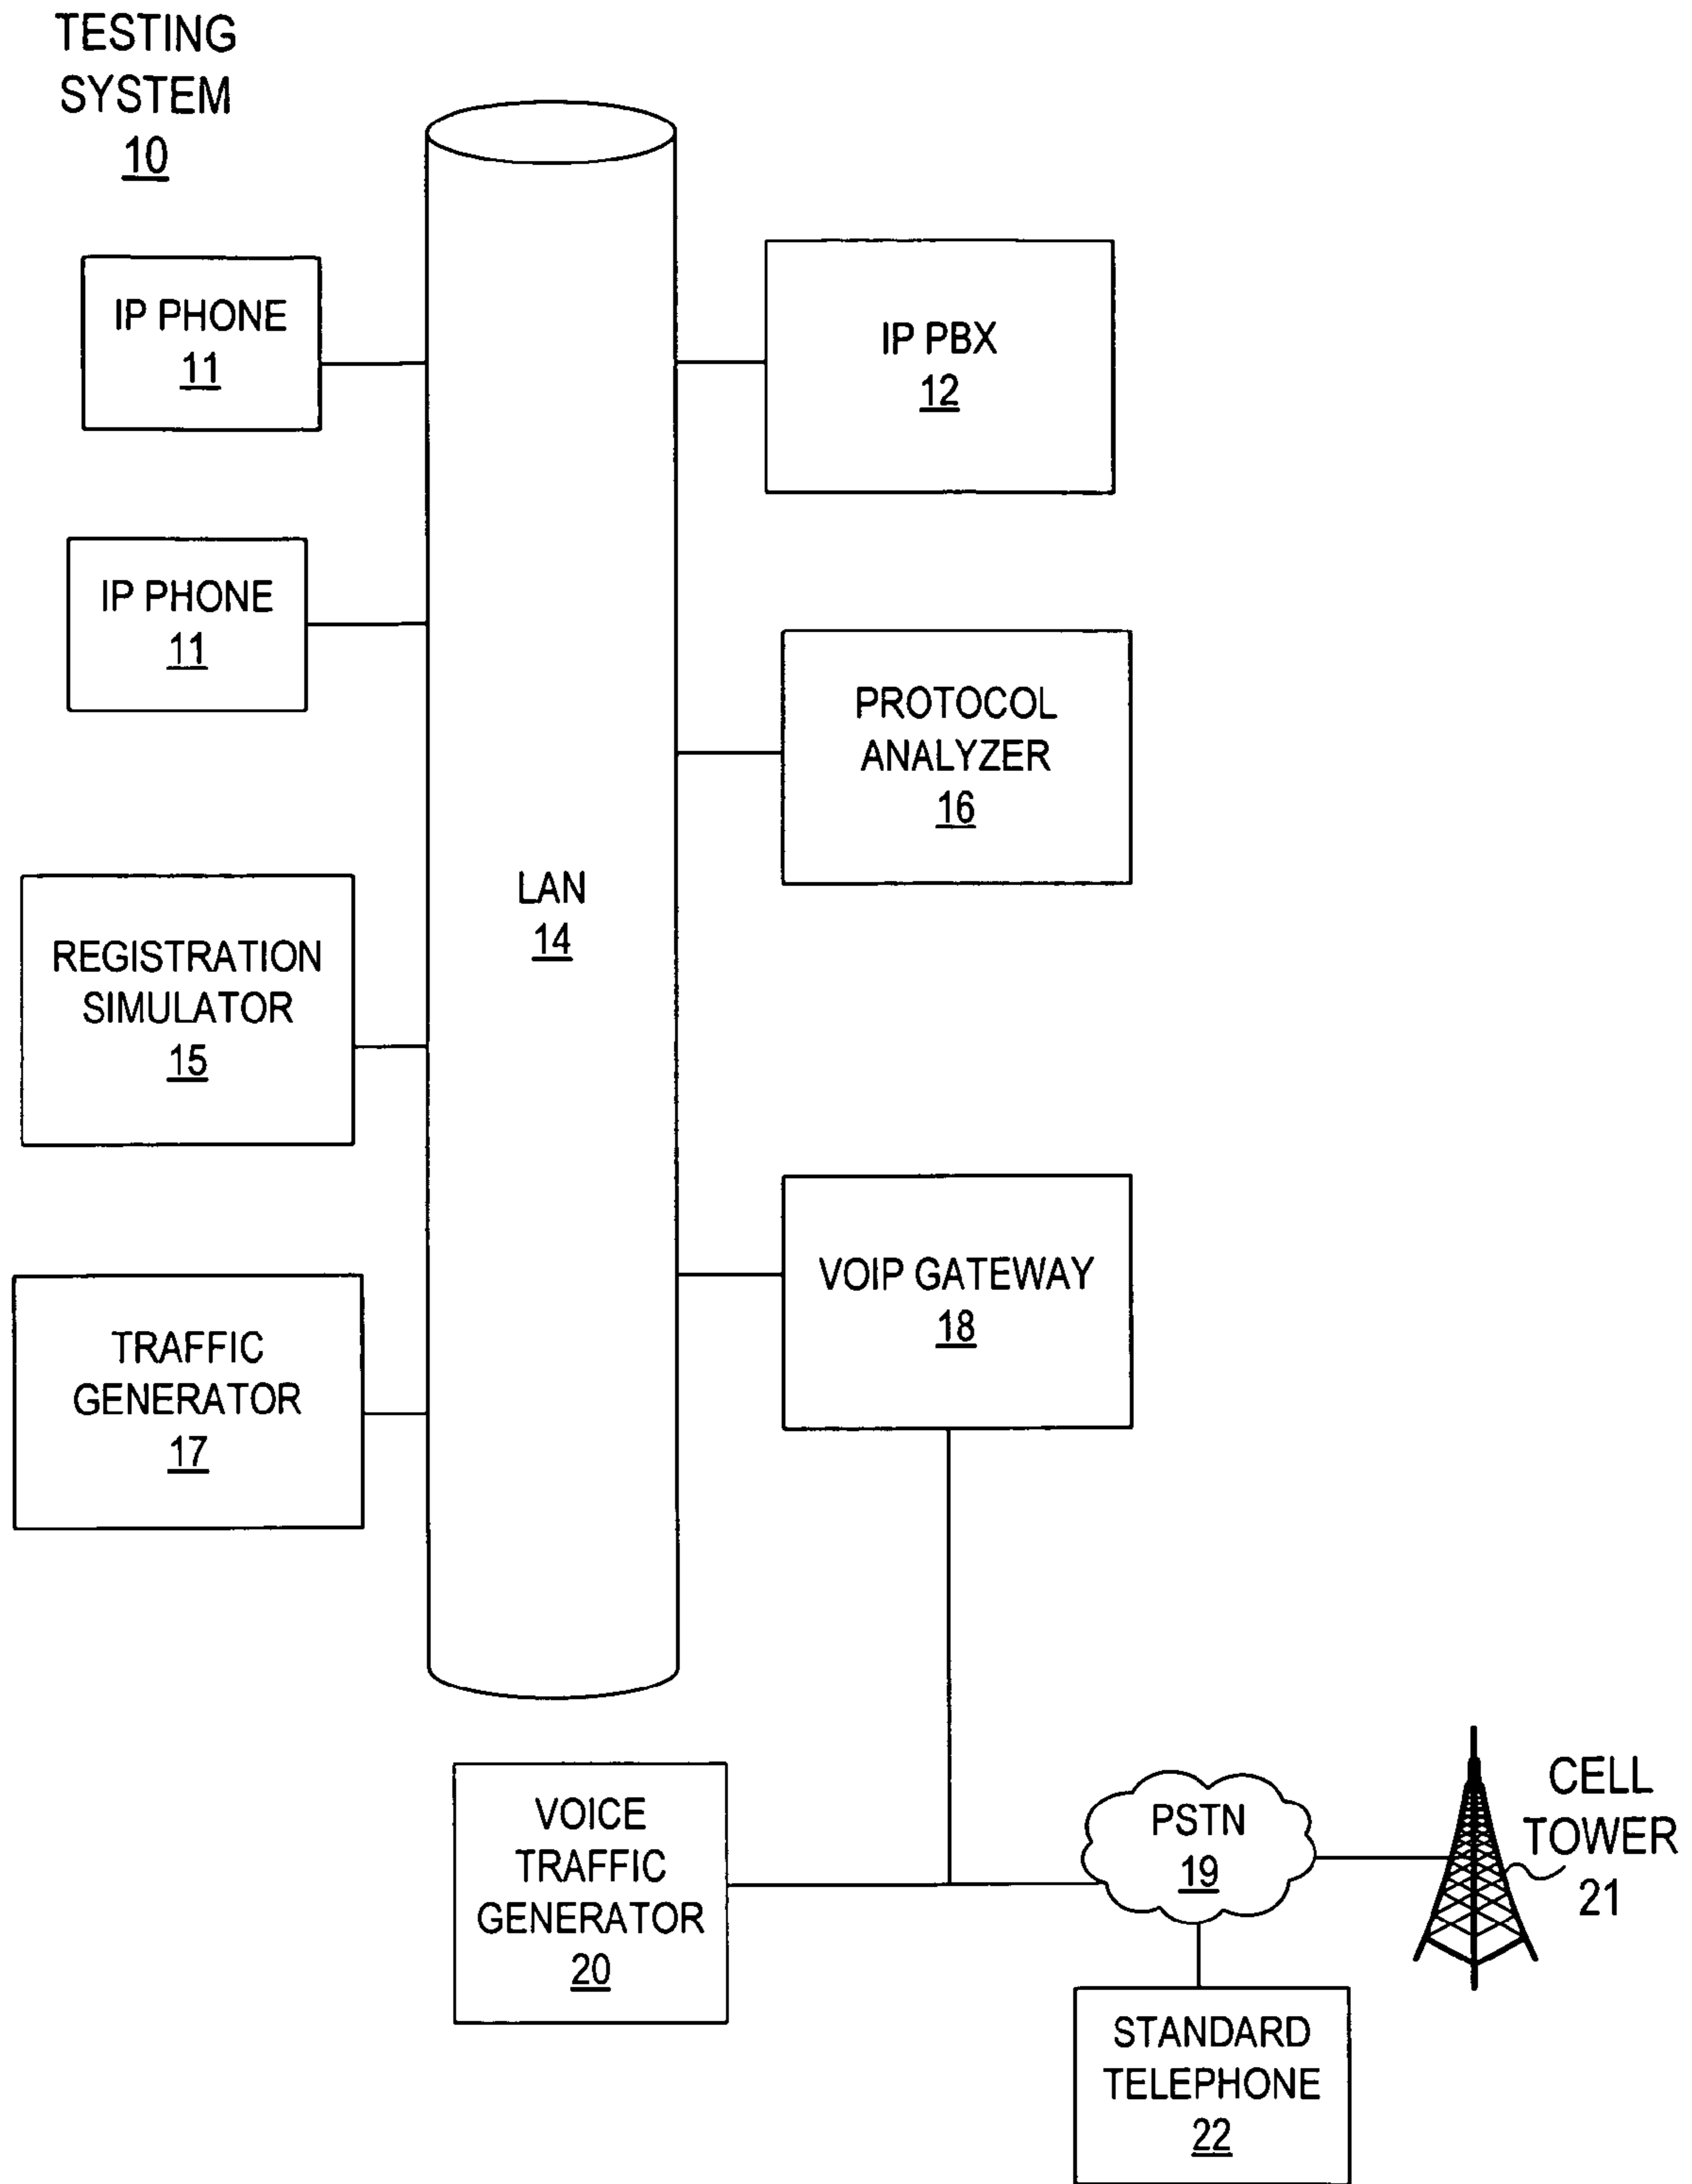 TESTING
SYSTEM
10
IP PHONE
11
IP PBX
12
IP PHONE
11
PROTOCOL
ANALYZER
16
LAN
14
REGISTRATION
SIMULATOR
15
VOIP GATEWAY
18
TRAFFIC
GENERATOR
17
VOICE
TRAFFIC
GENERATOR
20
PSTN
19
CELL
TOWER
21
STANDARD
TELEPHONE
22